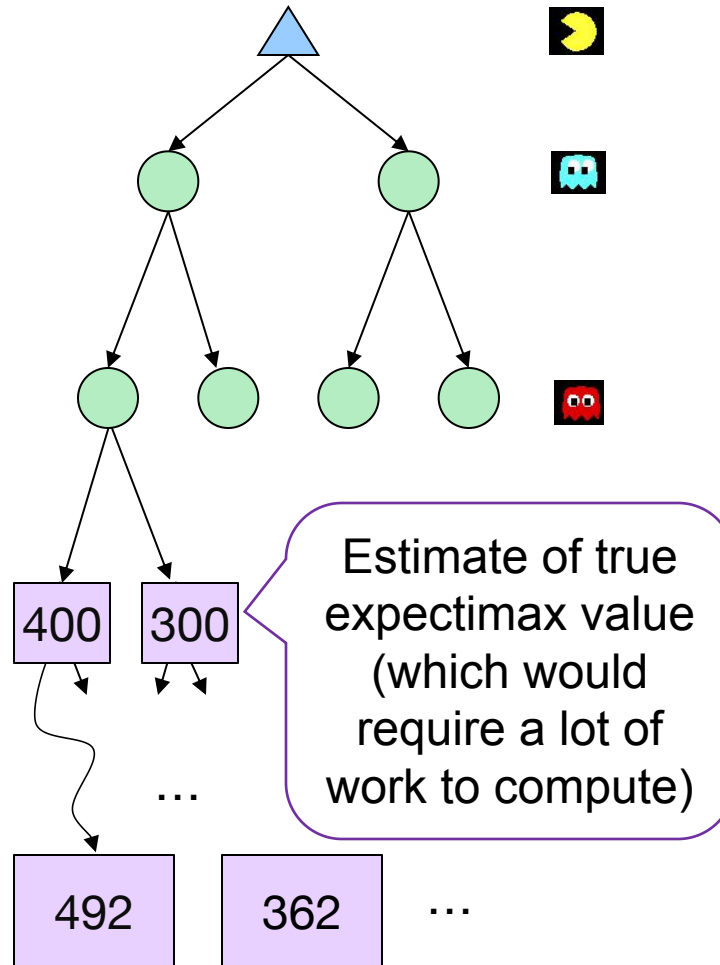 400
300
Estimate of true
expectimax value
(which would
require a lot of
work to compute)
…
492
362
…